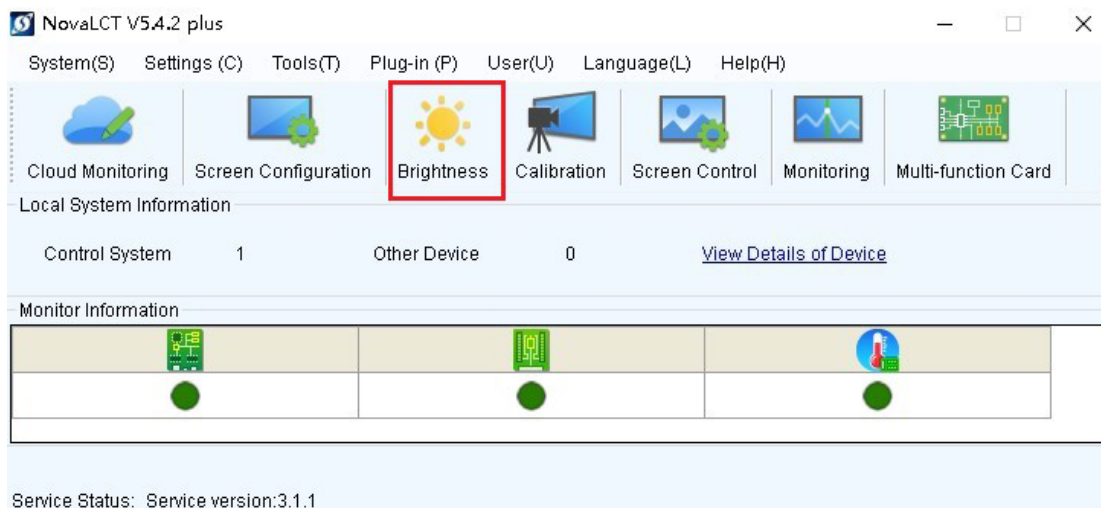 NovaLCT V5.4.2 plus
System(S) Settings (C) Tools(T) Plug-in (P) User(U) Language(L) Help(H)
Cloud Monitoring Screen Configuration Brightness Calibration Screen Control Monitoring Multi-function Card
Local System Information
Control System 1 Other Device 0 View Details of Device
Monitor Information
Service Status: Service version:3.1.1